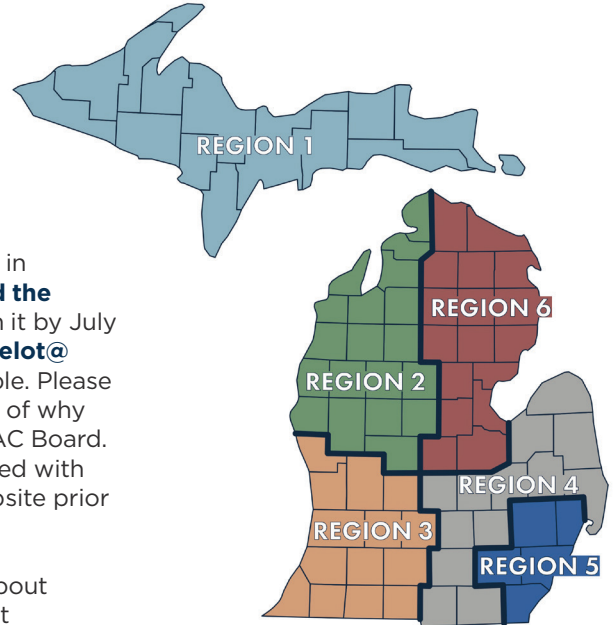 REGION 1
in
d the
n it by July
elot@
ole. Please
of why
AC Board.
ed with
osite prior
bout
t
REGION 6
REGION 2
REGION 4
REGION 3
REGION 5